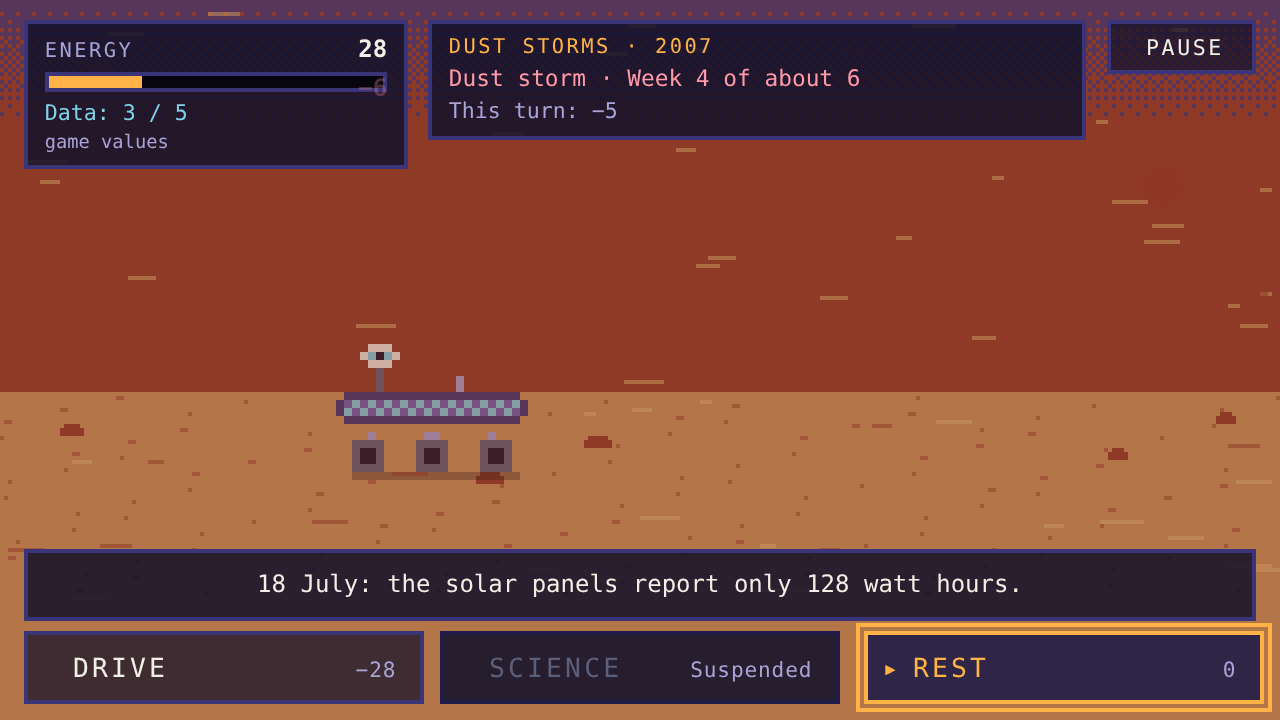 ENERGY 28
−6
Data: 3 / 5
game values
DUST STORMS · 2007
Dust storm · Week 4 of about 6
This turn: −5
PAUSE
18 July: the solar panels report only 128 watt hours.
DRIVE −28
SCIENCE Suspended
▶ REST 0